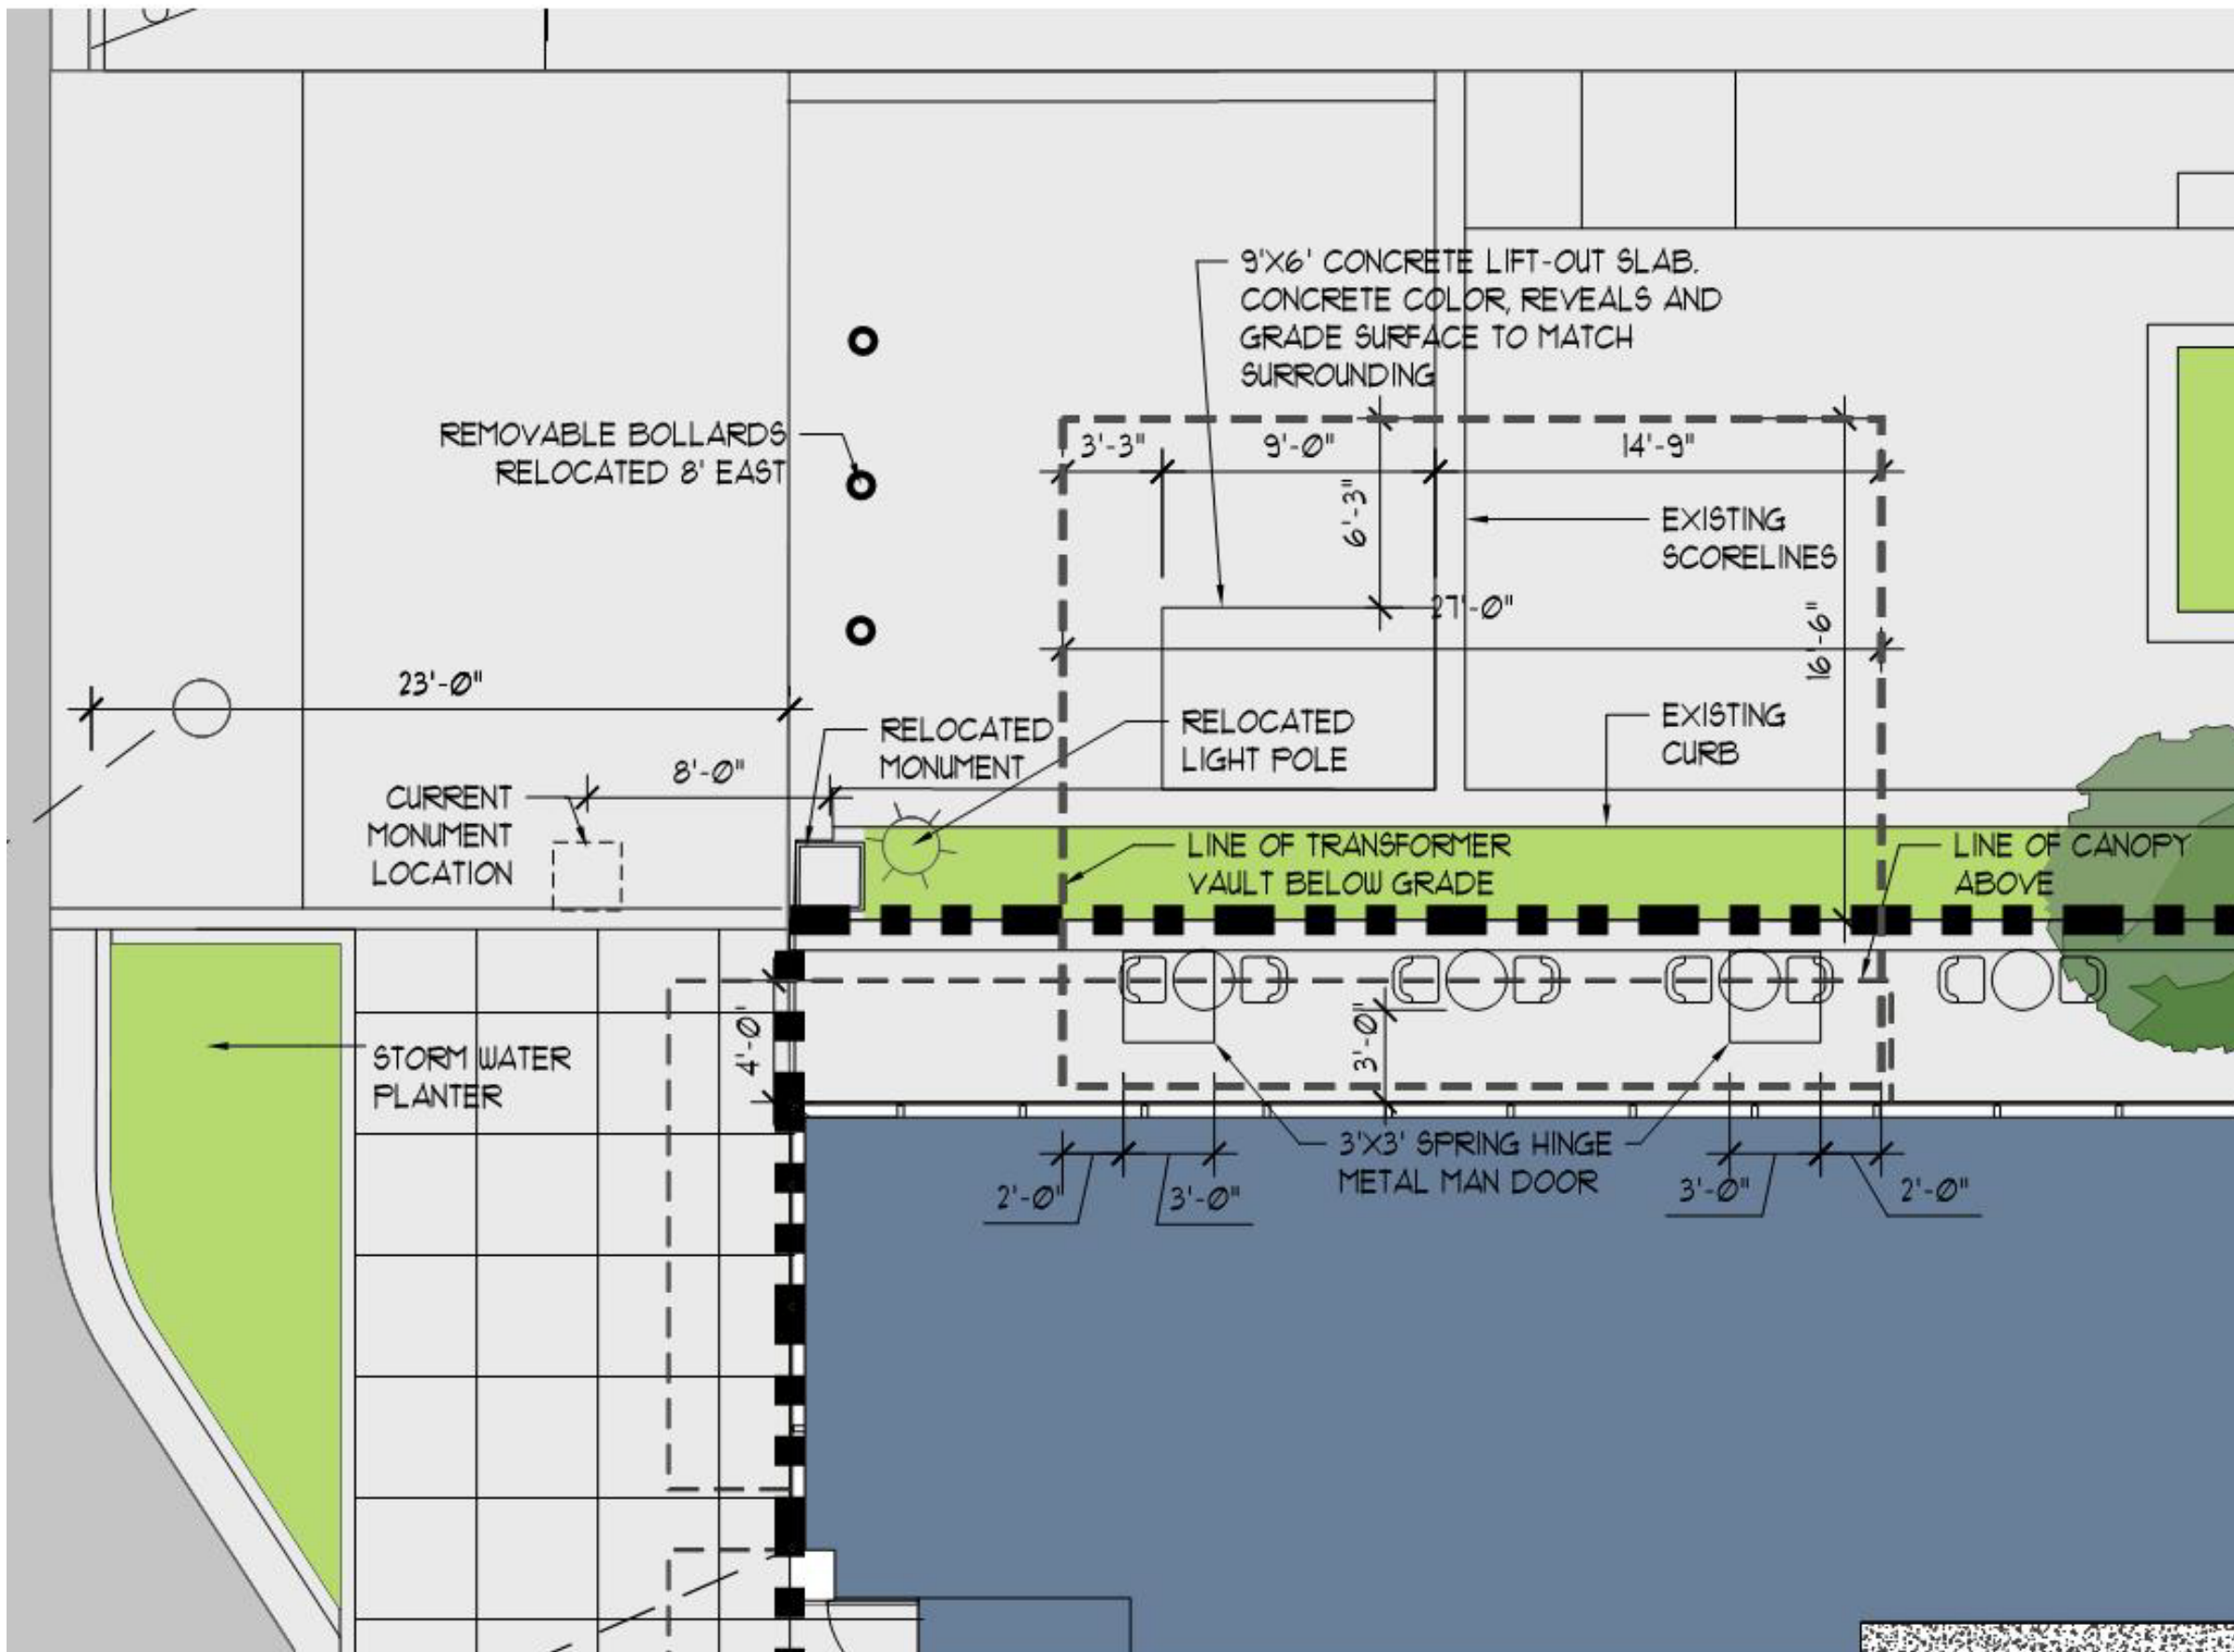 9'X6' CONCRETE LIFT-OUT SLAB.
CONCRETE COLOR, REVEALS AND
GRADE SURFACE TO MATCH
SURROUNDING
REMOVABLE BOLLARDS
RELOCATED 8' EAST
3'-3"
9'-0"
14'-9"
6'-3"
EXISTING
SCORELINES
27'-0"
16'-6"
23'-0"
RELOCATED
MONUMENT
RELOCATED
LIGHT POLE
EXISTING
CURB
8'-0"
CURRENT
MONUMENT
LOCATION
LINE OF TRANSFORMER
VAULT BELOW GRADE
LINE OF CANOPY
ABOVE
4'-0"
3'-0"
STORM WATER
PLANTER
3'X3' SPRING HINGE
METAL MAN DOOR
2'-0"
3'-0"
3'-0"
2'-0"